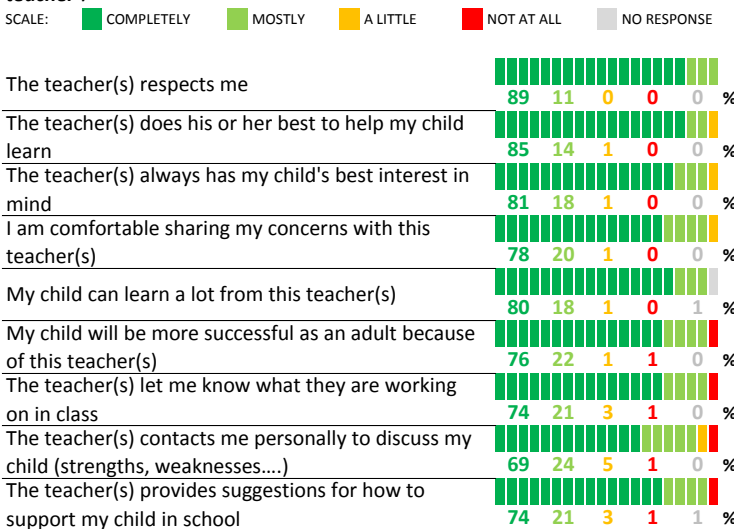 teacher?
SCALE: COMPLETELY MOSTLY A LITTLE NOT AT ALL NO RESPONSE
The teacher(s) respects me
89 11 0 0 0 %
The teacher(s) does his or her best to help my child
learn
85 14 1 0 0 %
The teacher(s) always has my child's best interest in
mind
81 18 1 0 0 %
I am comfortable sharing my concerns with this
teacher(s)
78 20 1 0 0 %
My child can learn a lot from this teacher(s)
80 18 1 0 1 %
My child will be more successful as an adult because
of this teacher(s)
76 22 1 1 0 %
The teacher(s) let me know what they are working
on in class
74 21 3 1 0 %
The teacher(s) contacts me personally to discuss my
child (strengths, weaknesses....)
69 24 5 1 0 %
The teacher(s) provides suggestions for how to
support my child in school
74 21 3 1 1 %